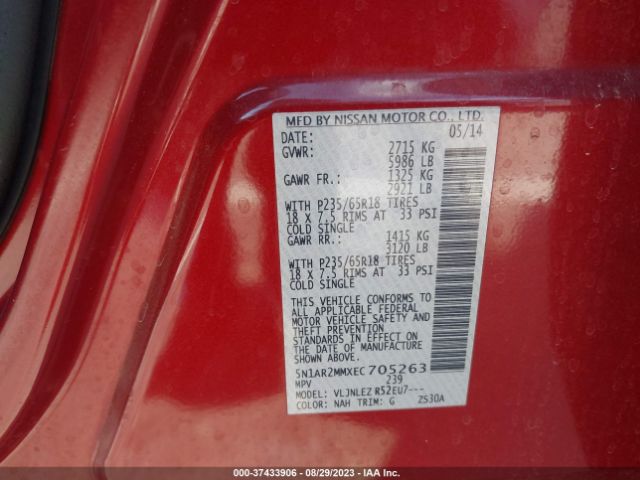 MFD BY NISSAN MOTOR CO., LTD.
DATE: 05/14
GVWR: 2715 KG
5986 LB
GAWR FR.: 1325 KG
2921 LB
WITH P235/65R18 TIRES
18 X 7.5 RIMS AT 33 PSI
COLD SINGLE
GAWR RR.: 1415 KG
3120 LB
WITH P235/65R18 TIRES
18 X 7.5 RIMS AT 33 PSI
COLD SINGLE
THIS VEHICLE CONFORMS TO
ALL APPLICABLE FEDERAL
MOTOR VEHICLE SAFETY AND
THEFT PREVENTION
STANDARDS IN EFFECT ON
THE DATE OF MANUFACTURE
SHOWN ABOVE.
5N1AR2MMXEC705263
MPV 239
MODEL: VLJNLEZ R52EU7---
COLOR: NAH TRIM: G ZS30A
000-37433906 - 08/29/2023 - IAA Inc.